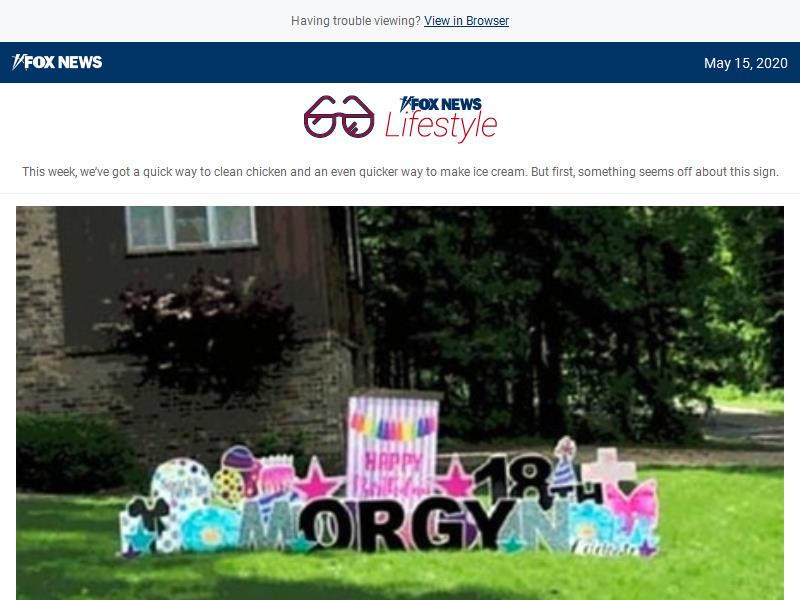 Having trouble viewing? View in Browser
FOX NEWS
May 15, 2020
FOX NEWS
Lifestyle
This week, we've got a quick way to clean chicken and an even quicker way to make ice cream. But first, something seems off about this sign.
HAPPY
Birthday
18TH
MORGYN